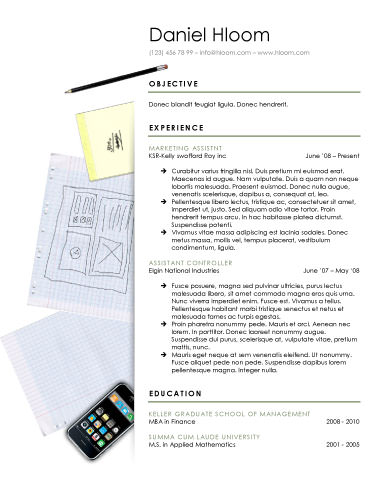 Daniel Hloom
(123) 456 78 99 – info@hloom.com – www.hloom.com
OBJECTIVE
Donec blandit feugiat ligula. Donec hendrerit.
EXPERIENCE
MARKETING ASSISTNT
KSR-Kelly swafford Roy inc June '08 – Present
➔ Curabitur varius fringilla nisl. Duis pretium mi euismod erat.
Maecenas id augue. Nam vulputate. Duis a quam non neque
lobortis malesuada. Praesent euismod. Donec nulla augue,
venenatis scelerisque, dapibus a, consequat at, leo.
➔ Pellentesque libero lectus, tristique ac, consectetuer sit amet,
imperdiet ut, justo. Sed aliquam odio vitae tortor. Proin
hendrerit tempus arcu. In hac habitasse platea dictumst.
Suspendisse potenti.
➔ Vivamus vitae massa adipiscing est lacinia sodales. Donec
metus massa, mollis vel, tempus placerat, vestibulum
condimentum, ligula.
ASSISTANT CONTROLLER
Elgin National Industries June '07 – May '08
➔ Fusce posuere, magna sed pulvinar ultricies, purus lectus
malesuada libero, sit amet commodo magna eros quis urna.
Nunc viverra imperdiet enim. Fusce est. Vivamus a tellus.
Pellentesque habitant morbi tristique senectus et netus et
malesuada fames ac turpis egestas.
➔ Proin pharetra nonummy pede. Mauris et orci. Aenean nec
lorem. In porttitor. Donec laoreet nonummy augue.
Suspendisse dui purus, scelerisque at, vulputate vitae, pretium
mattis, nunc.
➔ Mauris eget neque at sem venenatis eleifend. Ut nonummy.
Fusce aliquet pede non pede. Suspendisse dapibus lorem
pellentesque magna. Integer nulla.
EDUCATION
KELLER GRADUATE SCHOOL OF MANAGEMENT
MBA in Finance 2008 - 2010
SUMMA CUM LAUDE UNIVERSITY
M.S. in Applied Mathematics 2001 - 2005